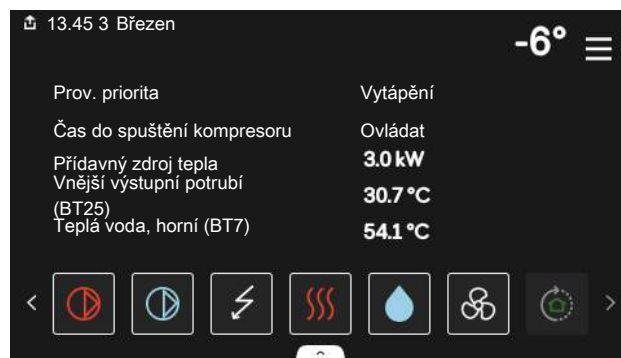 13.45 3 Březen
-6°
Prov. priorita Vytápění
Čas do spuštění kompresoru Ovládat
Přídavný zdroj tepla 3.0 kW
Vnější výstupní potrubí
(BT25) 30.7 °C
Teplá voda, horní (BT7) 54.1 °C